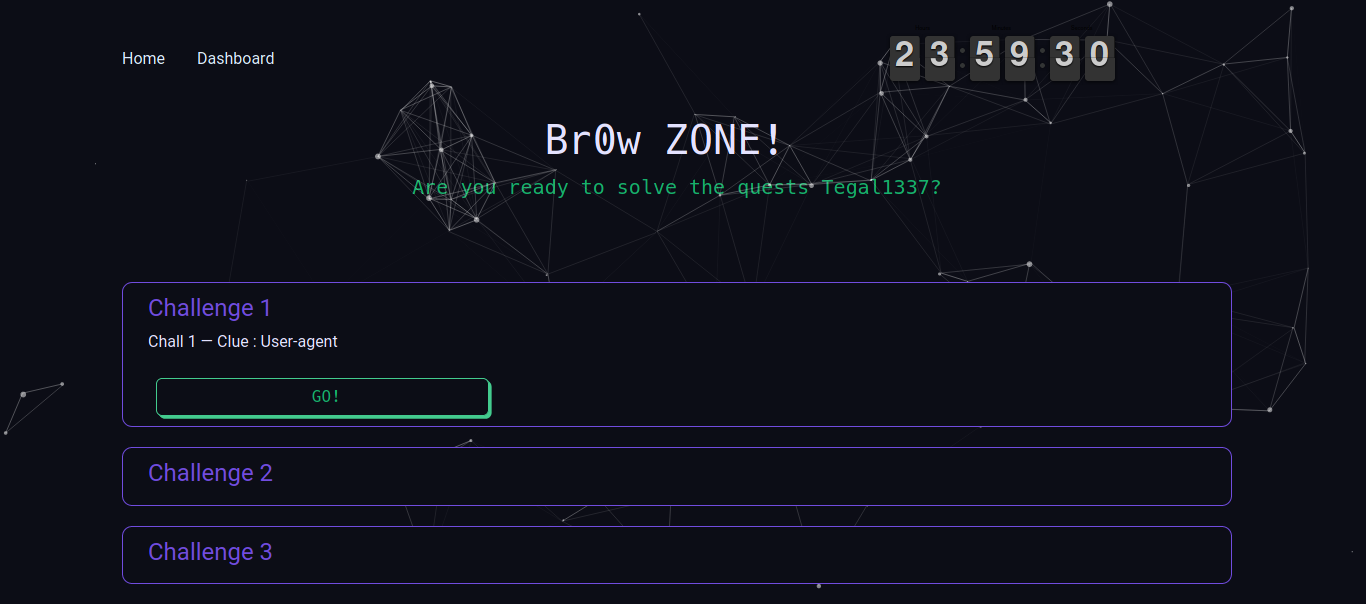 Home Dashboard
23:59:30
Br0w ZONE!
Are you ready to solve the quests Tegal1337?
Challenge 1
Chall 1 — Clue : User-agent
GO!
Challenge 2
Challenge 3